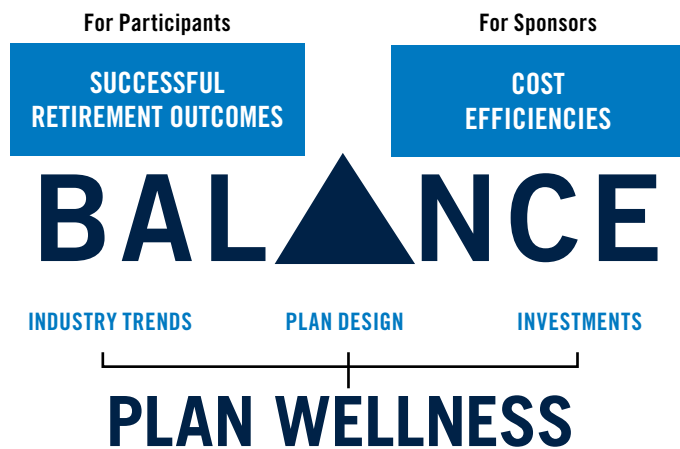 For Participants
For Sponsors
SUCCESSFUL
RETIREMENT OUTCOMES
COST
EFFICIENCIES
BALANCE
INDUSTRY TRENDS
PLAN DESIGN
INVESTMENTS
PLAN WELLNESS